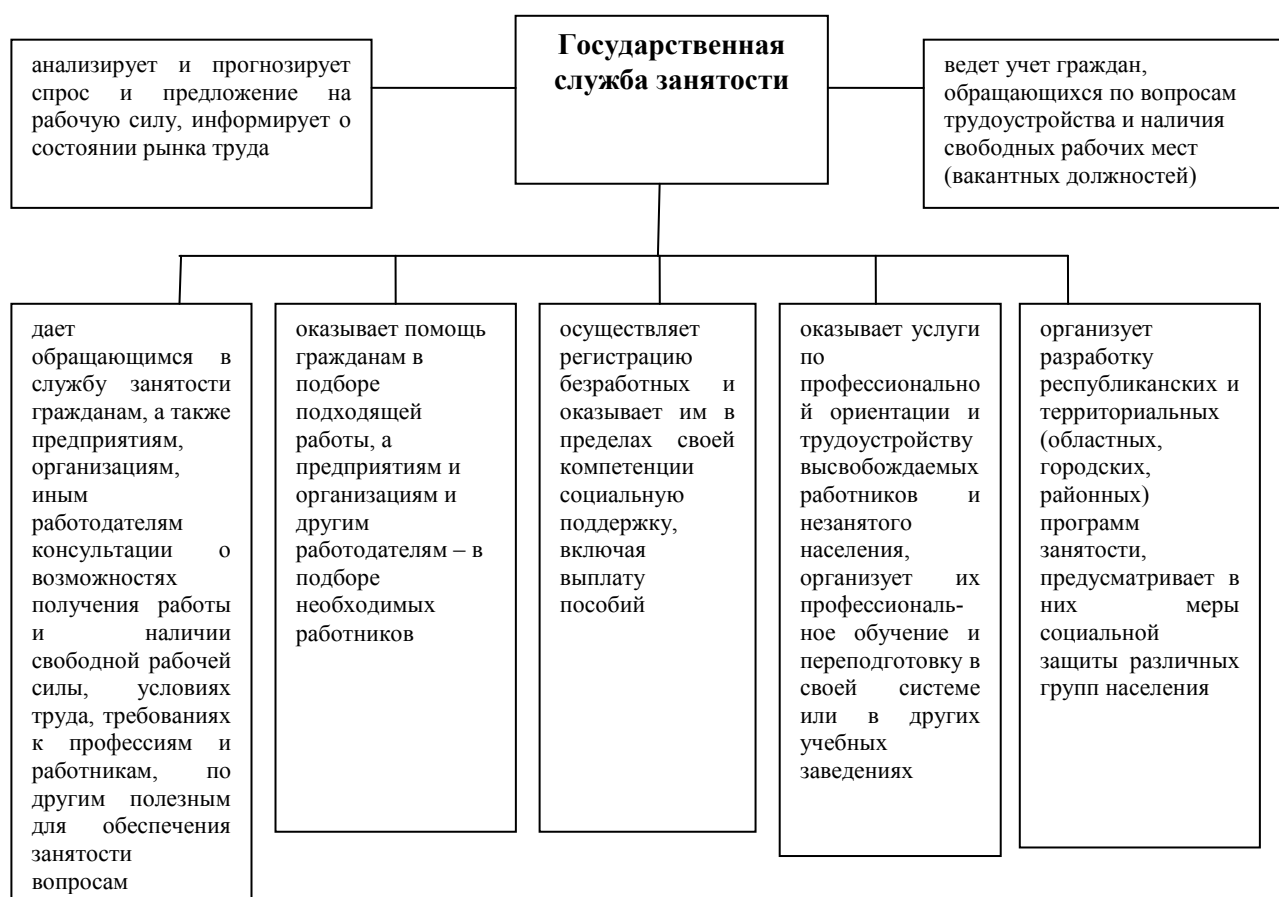 Государственная
служба занятости
анализирует и прогнозирует
спрос и предложение на
рабочую силу, информирует о
состоянии рынка труда
ведет учет граждан,
обращающихся по вопросам
трудоустройства и наличия
свободных рабочих мест
(вакантных должностей)
дает
обращающимся в
службу занятости
гражданам, а также
предприятиям,
организациям,
иным
работодателям
консультации о
возможностях
получения работы
и наличии
свободной рабочей
силы, условиях
труда, требованиях
к профессиям и
работникам, по
другим полезным
для обеспечения
занятости
вопросам
оказывает помощь
гражданам в
подборе
подходящей
работы, а
предприятиям и
организациям и
другим
работодателям – в
подборе
необходимых
работников
осуществляет
регистрацию
безработных и
оказывает им в
пределах своей
компетенции
социальную
поддержку,
включая
выплату
пособий
оказывает услуги
по
профессионально
й ориентации и
трудоустройству
высвобождаемых
работников и
незанятого
населения,
организует их
профессиональ-
ное обучение и
переподготовку в
своей системе
или в других
учебных
заведениях
организует
разработку
республиканских и
территориальных
(областных,
городских,
районных)
программ
занятости,
предусматривает в
них меры
социальной
защиты различных
групп населения